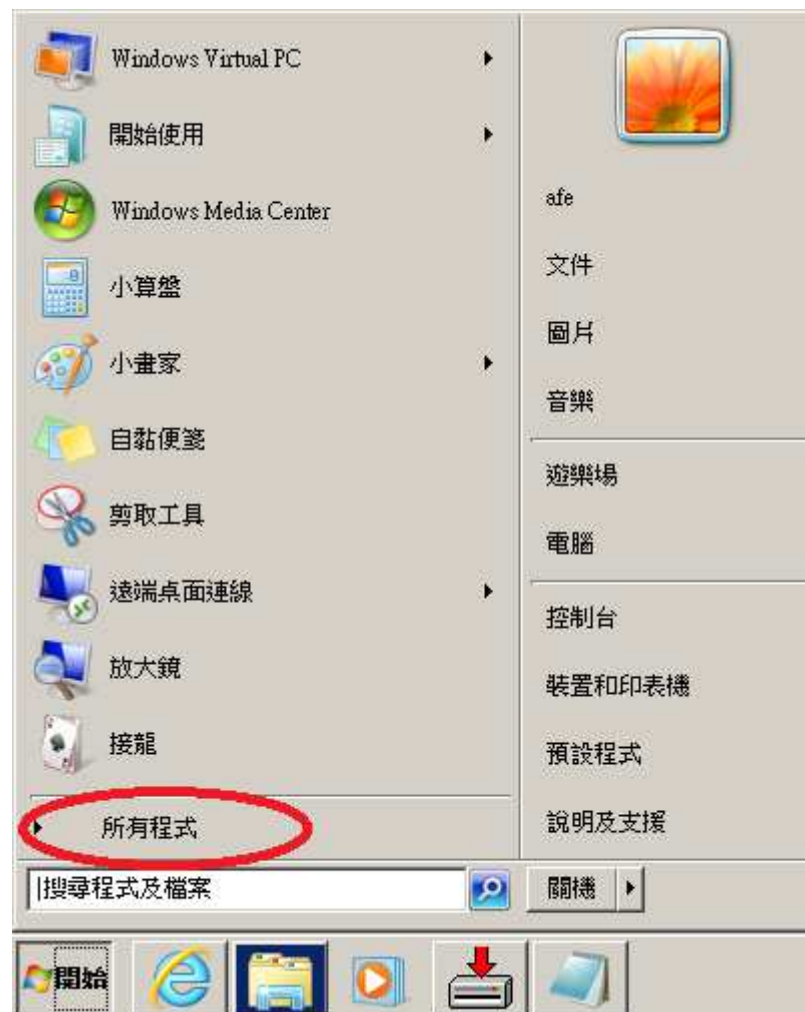 Windows Virtual PC
開始使用
Windows Media Center
小算盤
小畫家
自黏便箋
剪取工具
遠端桌面連線
放大鏡
接龍
所有程式
搜尋程式及檔案
afe
文件
圖片
音樂
遊樂場
電腦
控制台
裝置和印表機
預設程式
說明及支援
關機
開始